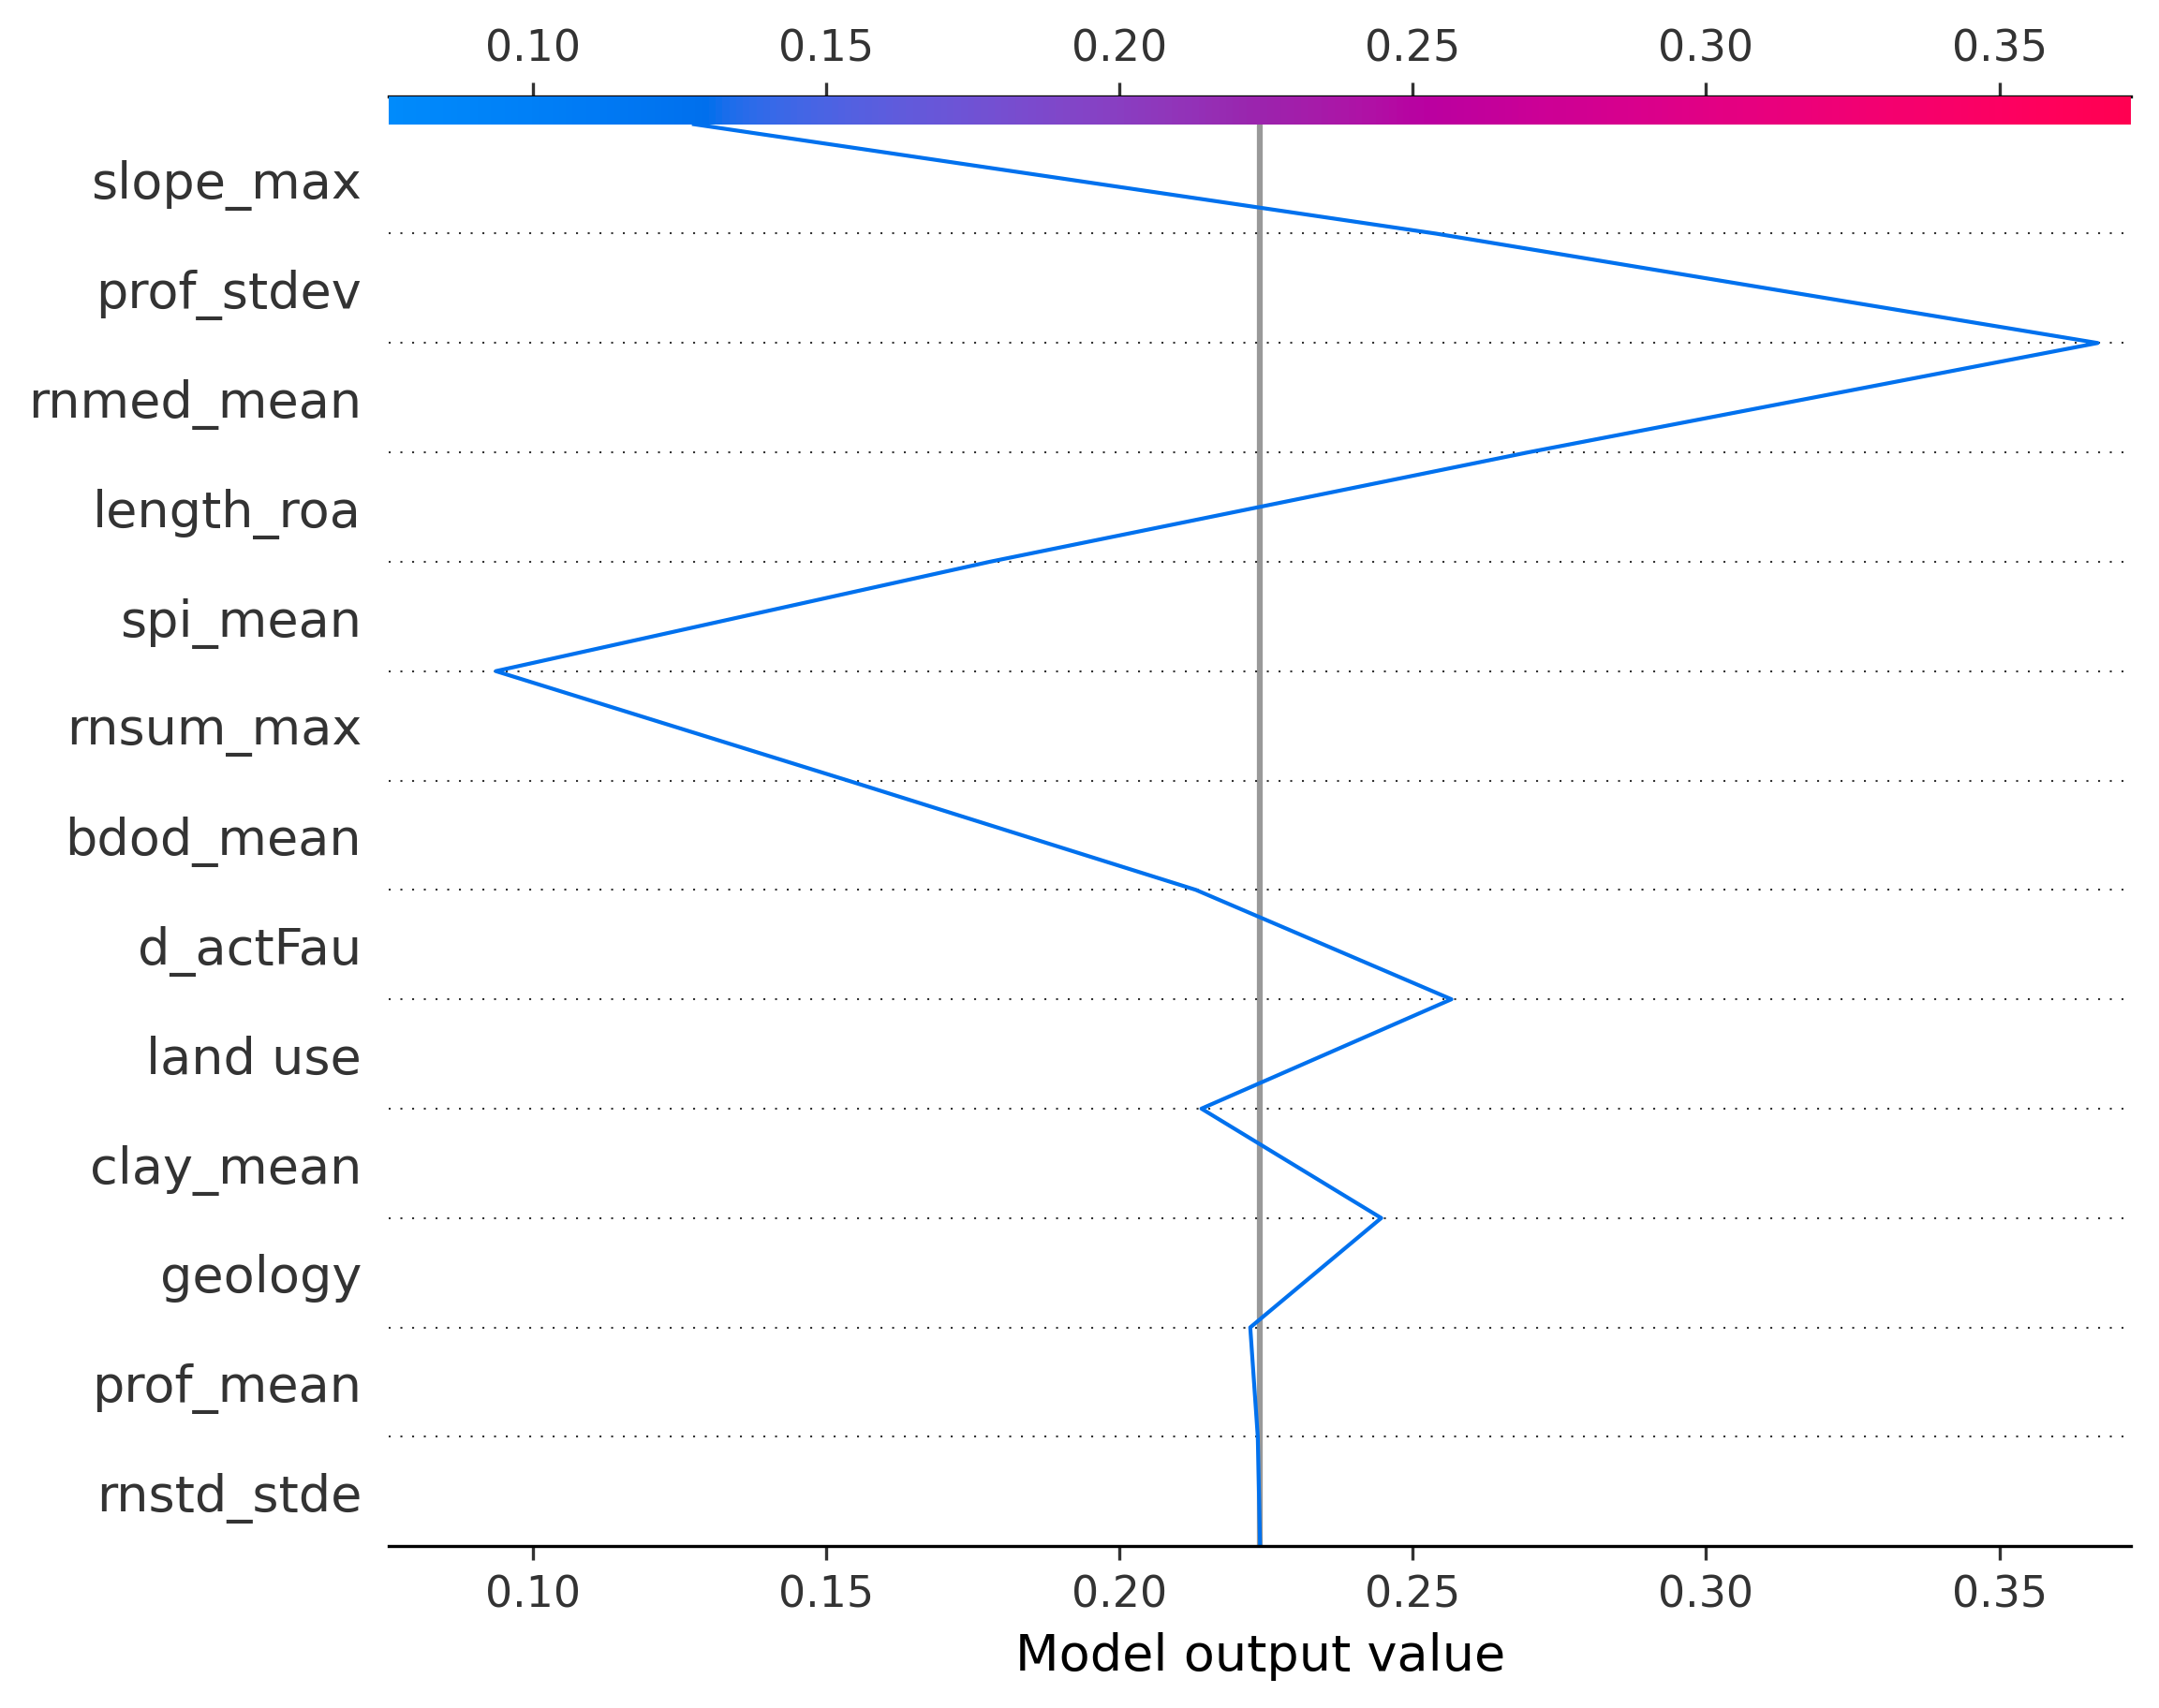 0.10 0.15 0.20 0.25 0.30 0.35
slope_max
prof_stdev
rnmed_mean
length_roa
spi_mean
rnsum_max
bdod_mean
d_actFau
land use
clay_mean
geology
prof_mean
rnstd_stde
0.10 0.15 0.20 0.25 0.30 0.35
Model output value